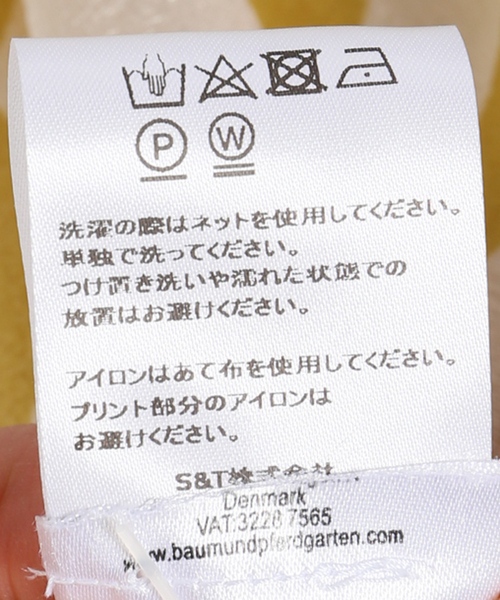 P W
洗濯の際はネットを使用してください。
単独で洗ってください。
つけ置き洗いや濡れた状態での
放置はお避けください。
アイロンはあて布を使用してください。
プリント部分のアイロンは
お避けください。
S&T株式会社
Denmark
VAT:3228 7565
www.baumundpferdgarten.com